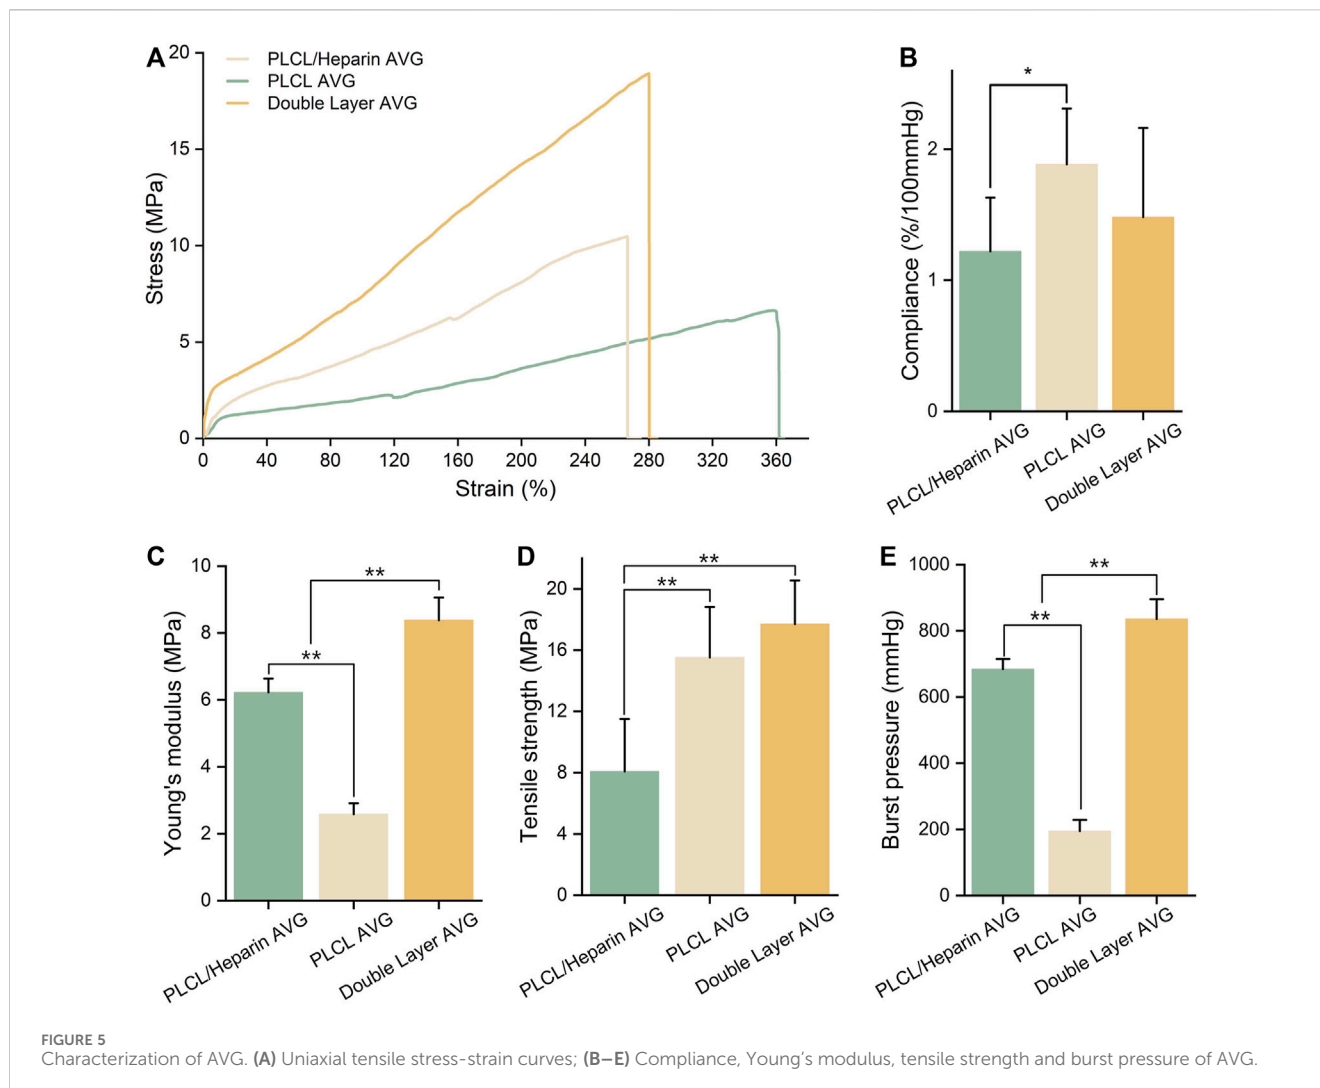 A
PLCL/Heparin AVG
PLCL AVG
Double Layer AVG
Stress (MPa)
20
15
10
5
0
0 40 80 120 160 200 240 280 320 360
Strain (%)
B
*
Compliance (%/100mmHg)
2
1
0
PLCL/Heparin AVG
PLCL AVG
Double Layer AVG
C
**
**
Young's modulus (MPa)
10
8
6
4
2
0
PLCL/Heparin AVG
PLCL AVG
Double Layer AVG
D
**
**
Tensile strength (MPa)
20
16
12
8
4
0
PLCL/Heparin AVG
PLCL AVG
Double Layer AVG
E
**
**
Burst pressure (mmHg)
1000
800
600
400
200
0
PLCL/Heparin AVG
PLCL AVG
Double Layer AVG
FIGURE 5
Characterization of AVG. (A) Uniaxial tensile stress-strain curves; (B–E) Compliance, Young's modulus, tensile strength and burst pressure of AVG.